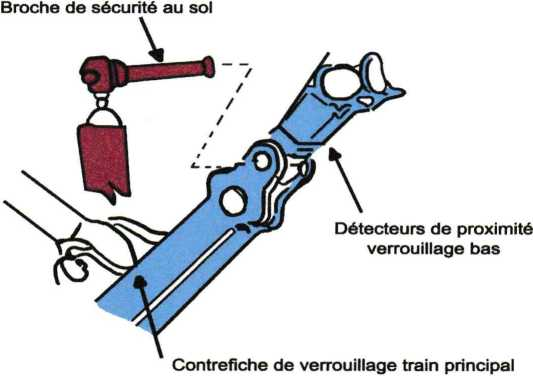 Broche de sécurité au sol
Détecteurs de proximité
verrouillage bas
Contrefiche de verrouillage train principal